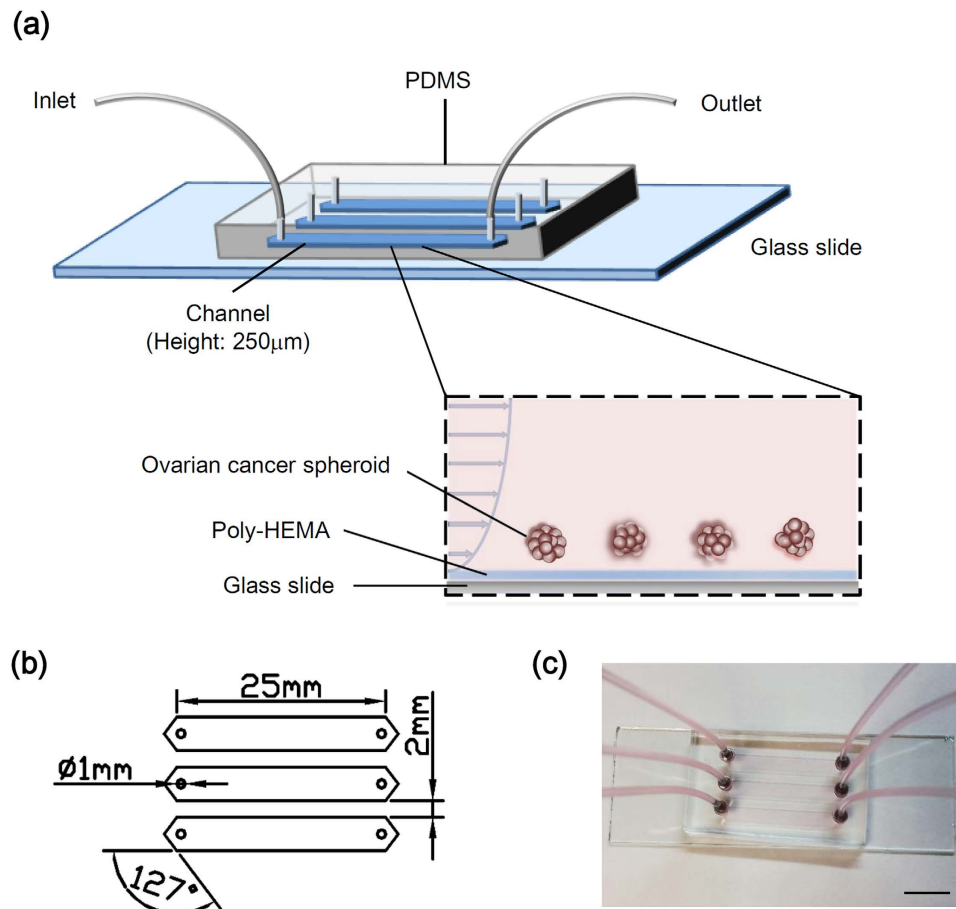 (a)
PDMS
Inlet
Outlet
Glass slide
Channel
(Height: 250μm)
Ovarian cancer spheroid
Poly-HEMA
Glass slide
(b)
25mm
2mm
Ø1mm
127°
(c)